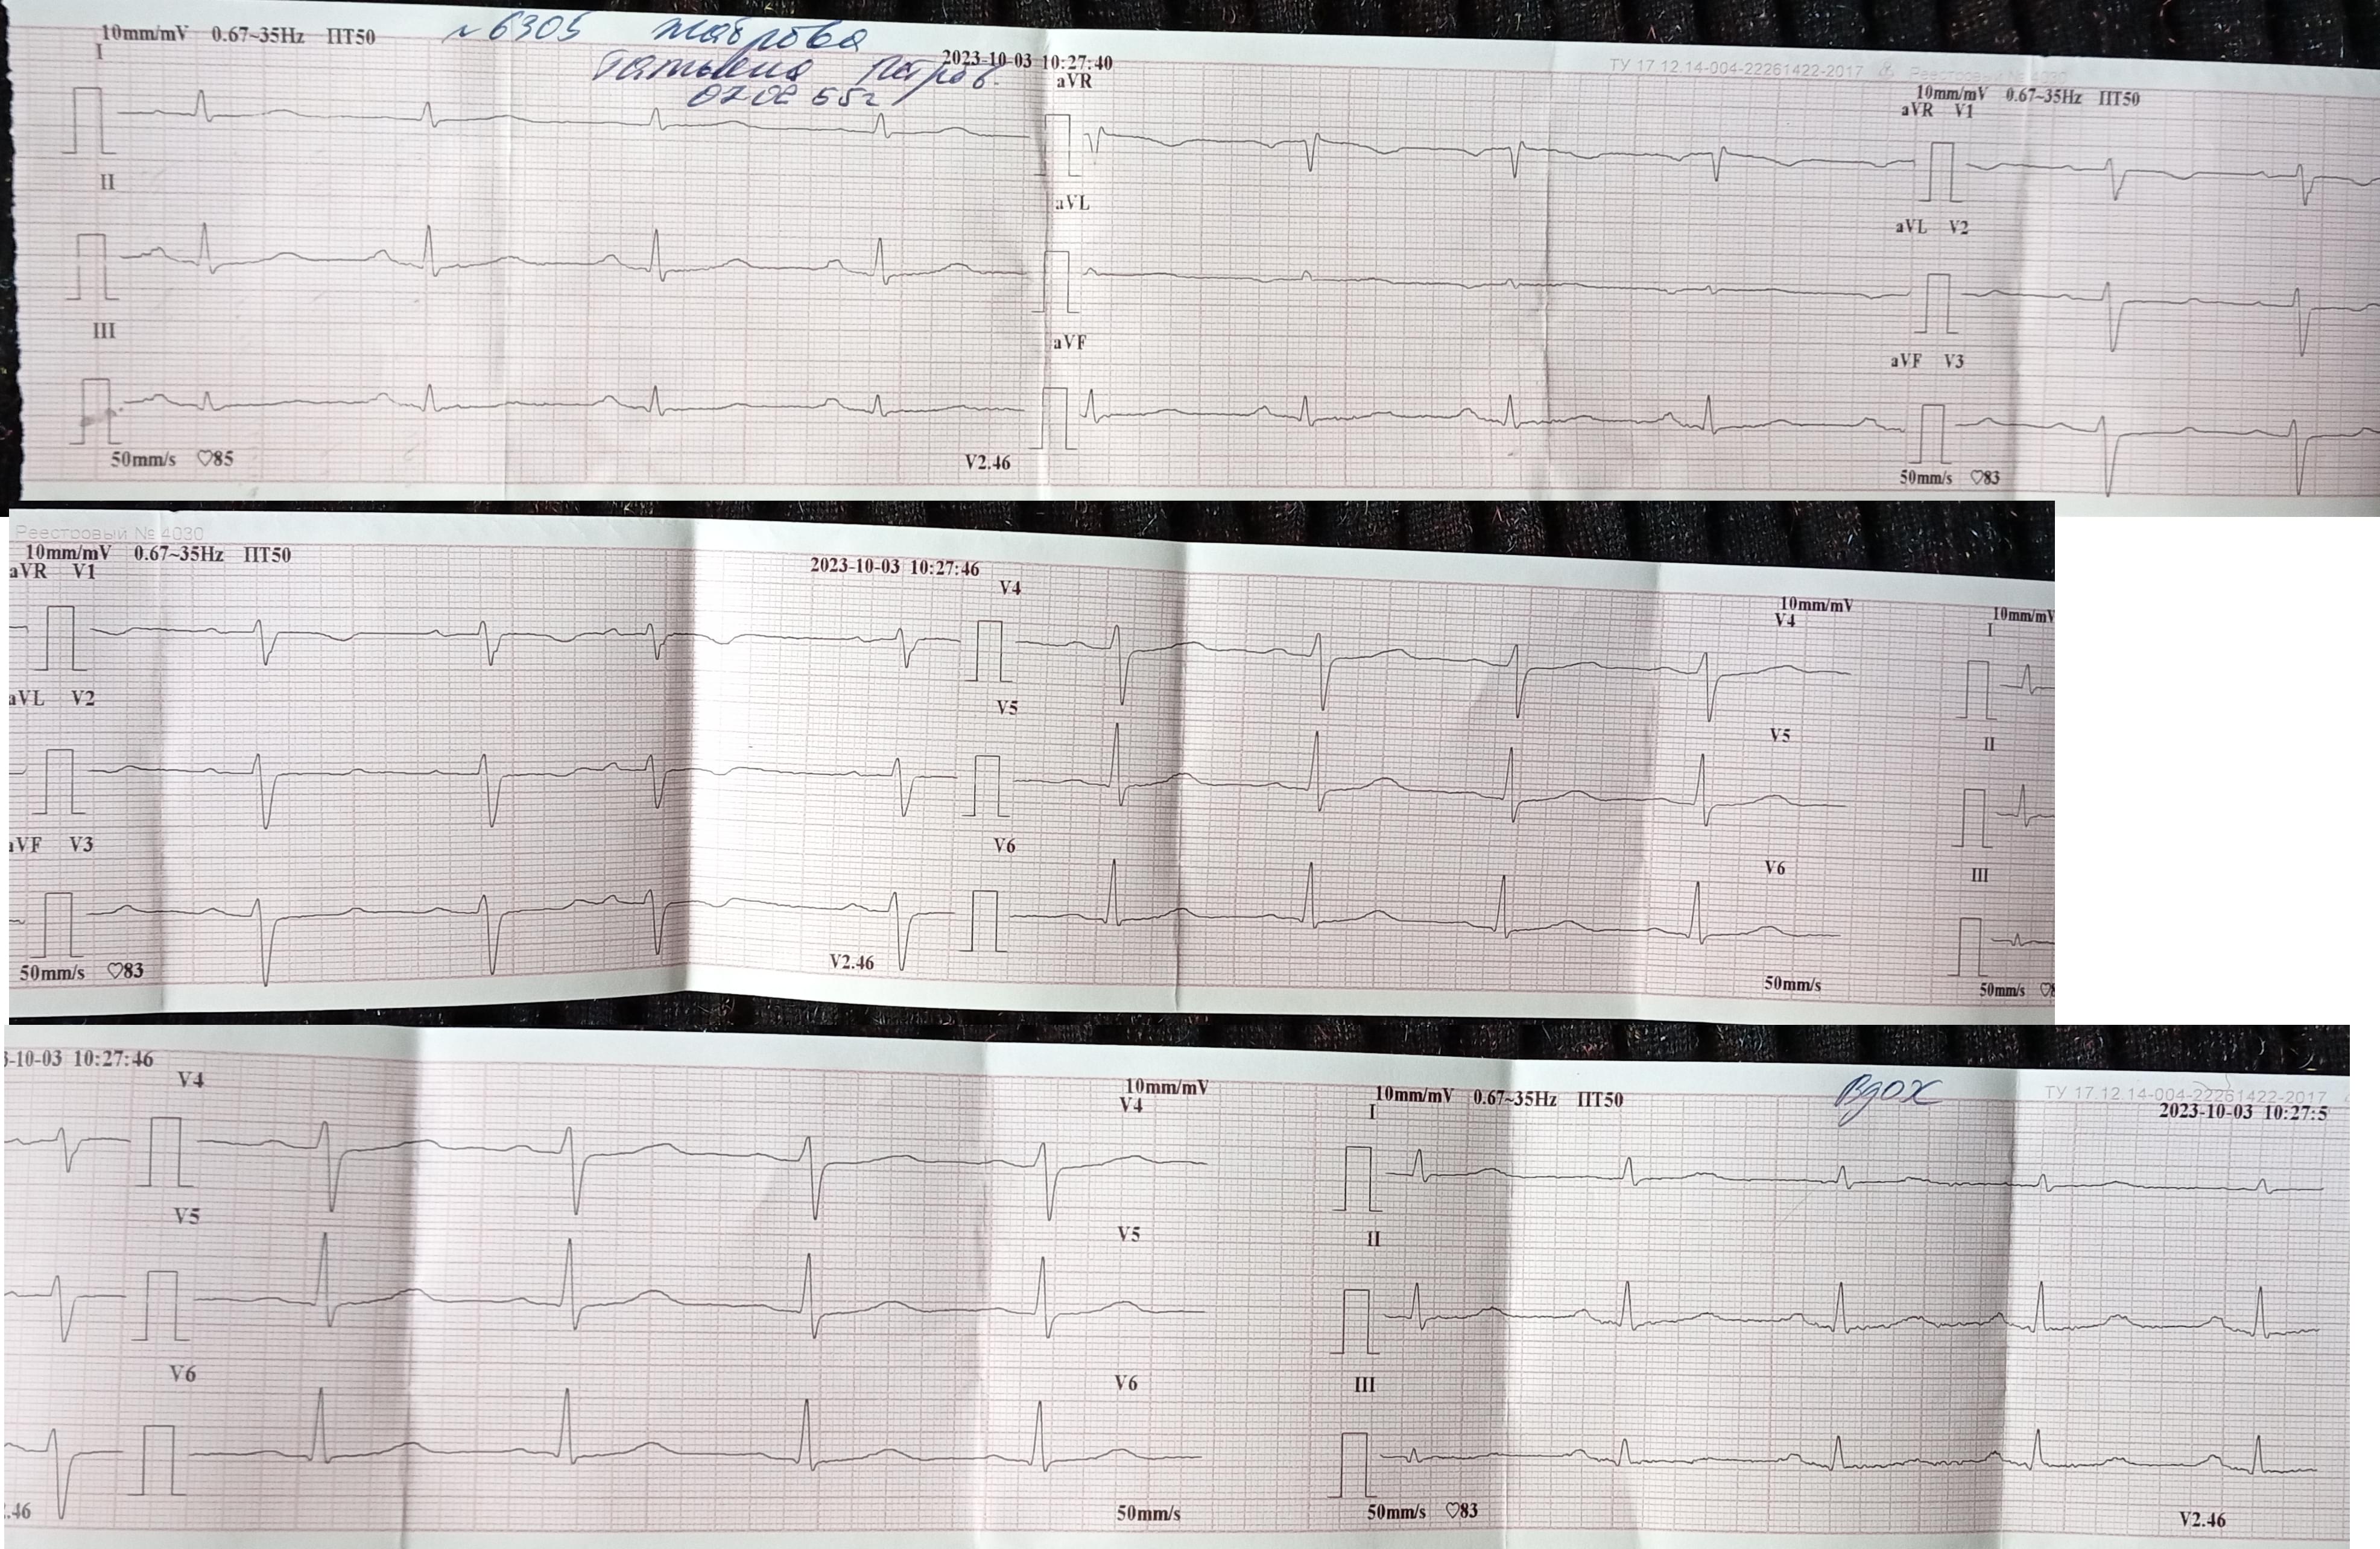 10mm/mV 0.67~35Hz ПТ50
№6305
2023-10-03 10:27:40
07 02 55г
ТУ 17.12.14-004-22261422-2017
Реестровый № 4030
10mm/mV 0.67~35Hz ПТ50
I
aVR
aVR V1
II
aVL
aVL V2
III
aVF
aVF V3
50mm/s ♡85
V2.46
50mm/s ♡83
Реестровый № 4030
10mm/mV 0.67~35Hz ПТ50
2023-10-03 10:27:46
10mm/mV
10mm/mV
aVR V1
V4
V4
I
aVL V2
V5
V5
II
aVF V3
V6
V6
III
50mm/s ♡83
V2.46
50mm/s
50mm/s
3-10-03 10:27:46
10mm/mV
10mm/mV 0.67~35Hz ПТ50
Вдох
ТУ 17.12.14-004-22261422-2017
2023-10-03 10:27:5
V4
V4
I
V5
V5
II
V6
V6
III
.46
50mm/s
50mm/s ♡83
V2.46